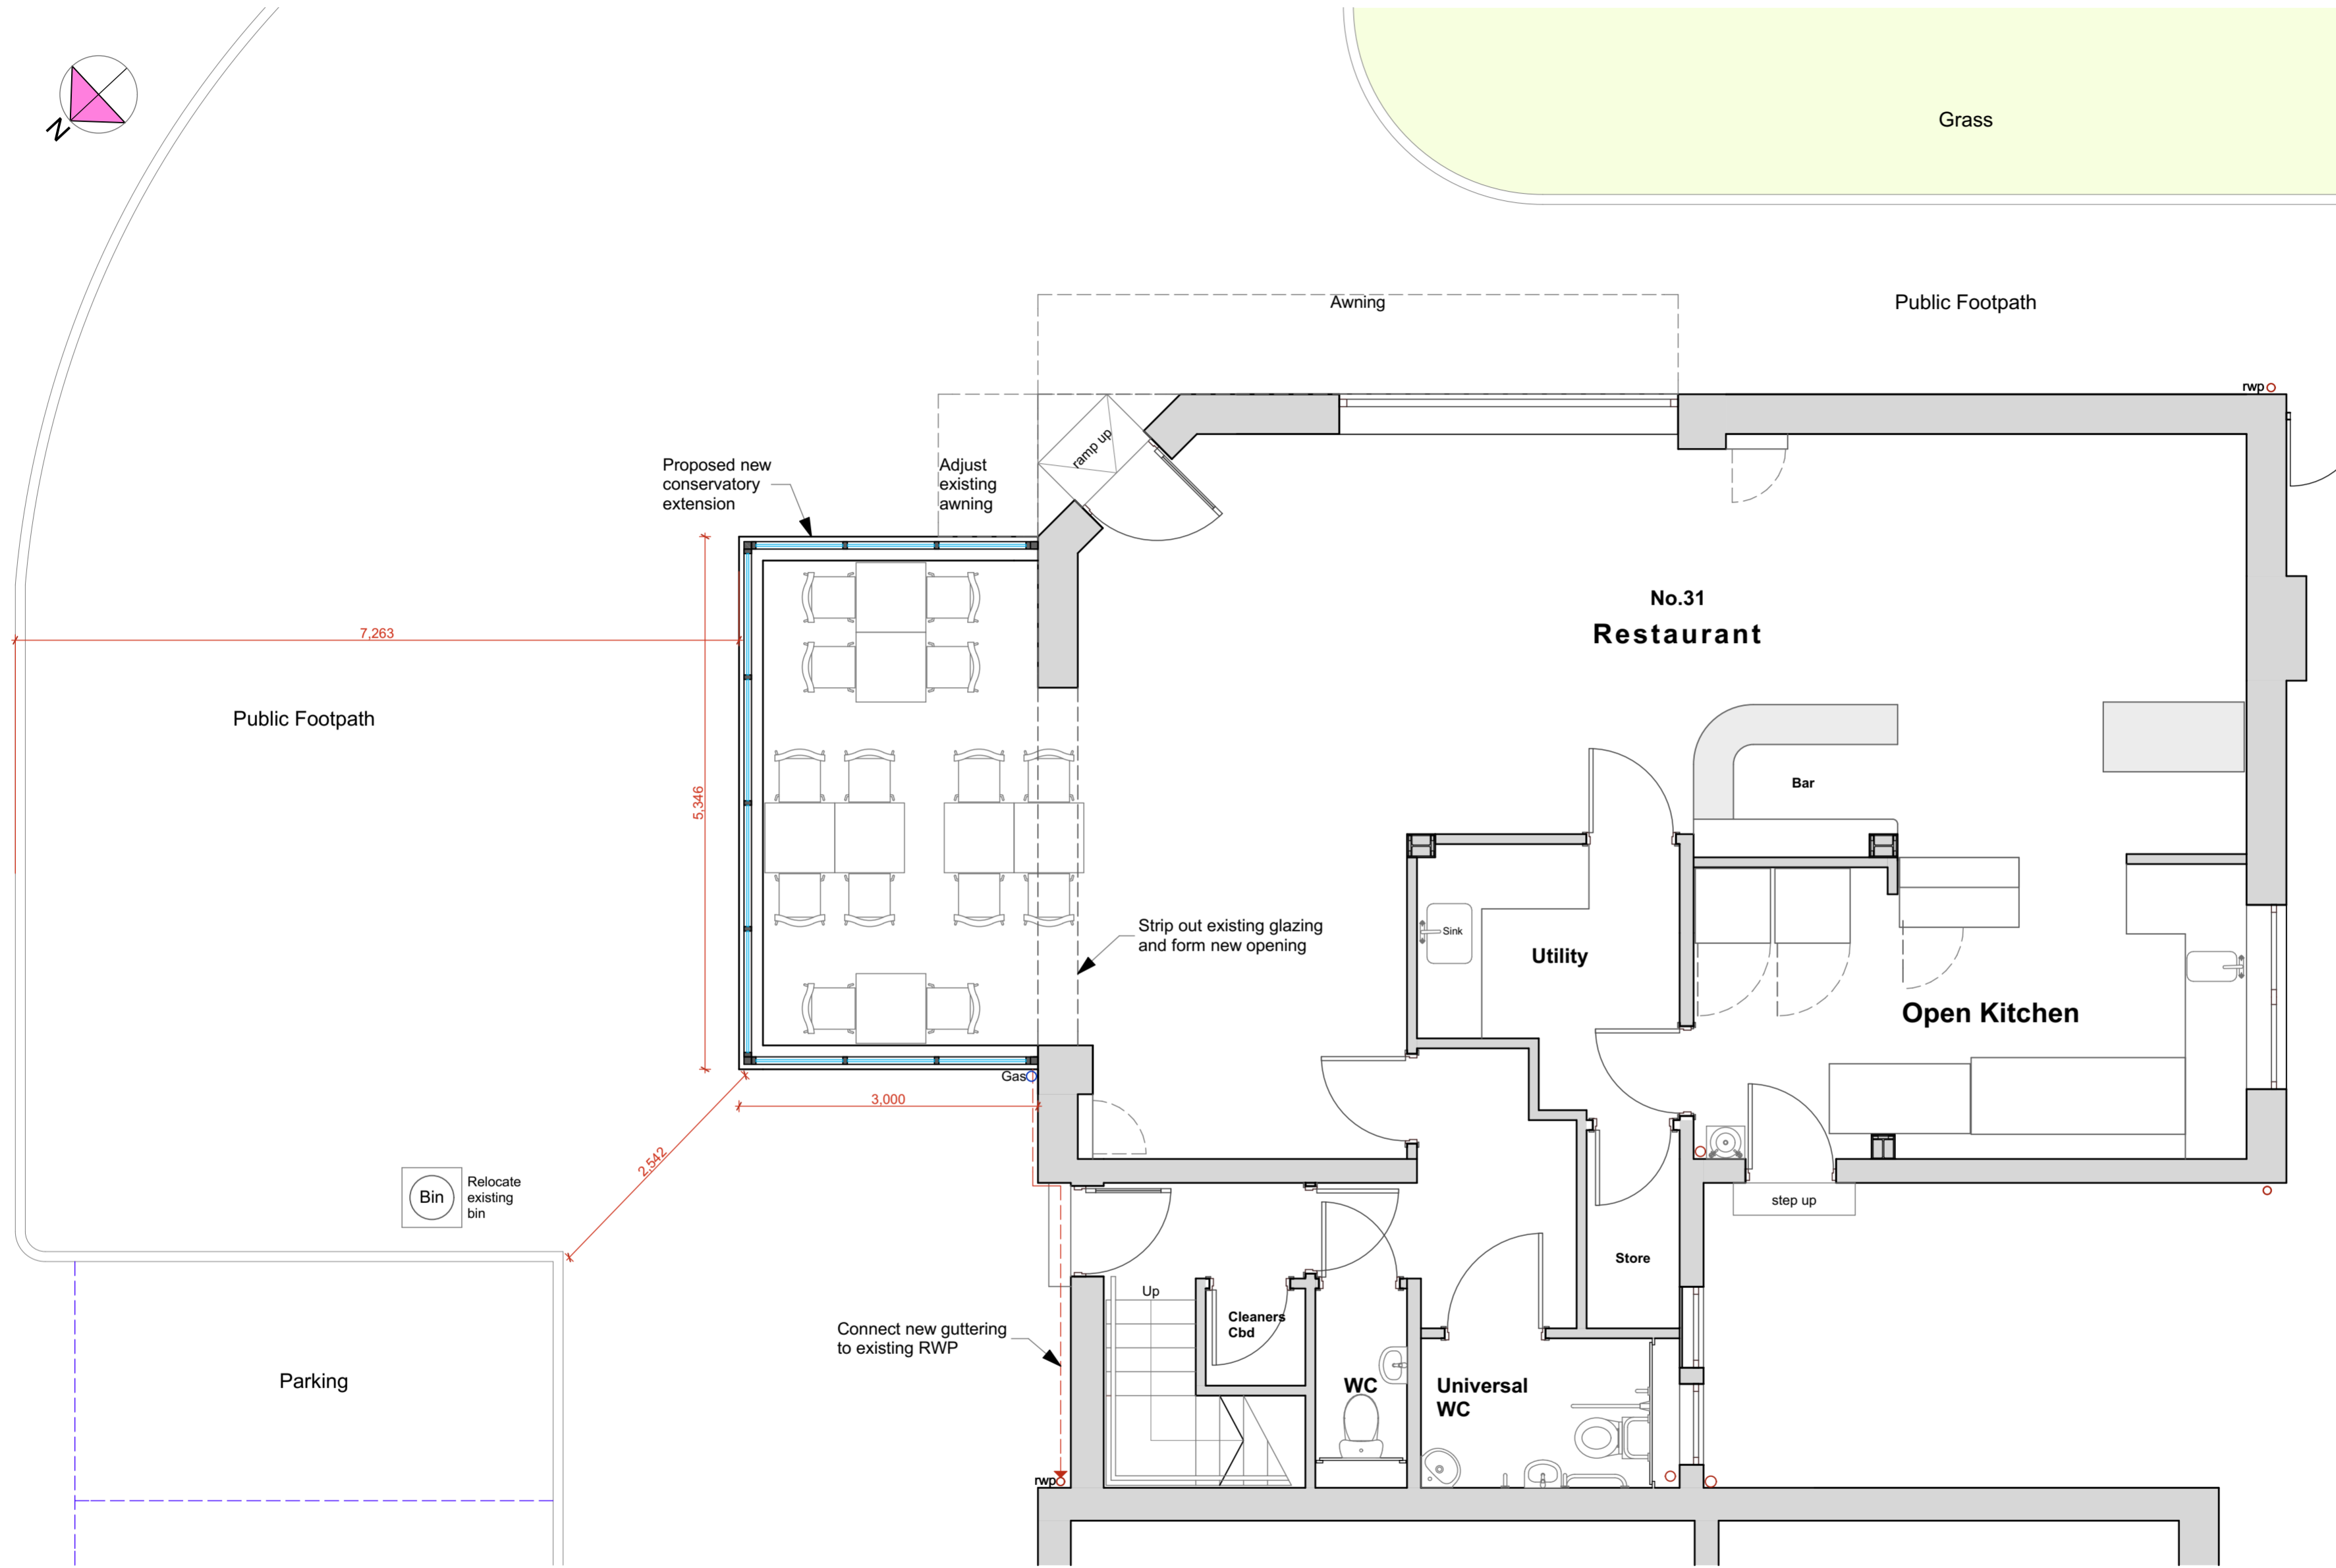 N
Grass
Awning
Public Footpath
rwp
ramp up
Proposed new
conservatory
extension
Adjust
existing
awning
No.31
Restaurant
7,263
Public Footpath
5,346
Bar
Strip out existing glazing
and form new opening
Sink
Utility
Open Kitchen
Gas
3,000
2,542
Bin
Relocate
existing
bin
step up
Store
Up
Cleaners
Cbd
Connect new guttering
to existing RWP
Parking
WC
Universal
WC
rwp